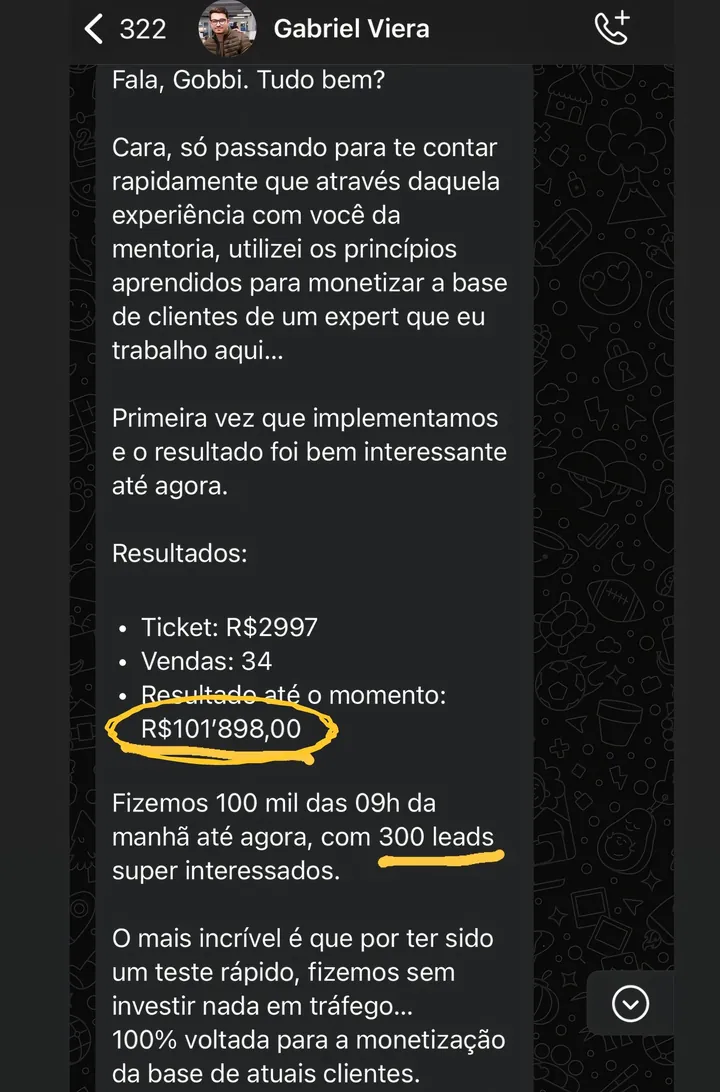 322
Gabriel Viera
Fala, Gobbi. Tudo bem?
Cara, só passando para te contar
rapidamente que através daquela
experiência com você da
mentoria, utilizei os princípios
aprendidos para monetizar a base
de clientes de um expert que eu
trabalho aqui...
Primeira vez que implementamos
e o resultado foi bem interessante
até agora.
Resultados:
• Ticket: R$2997
• Vendas: 34
• Resultado até o momento:
R$101’898,00
Fizemos 100 mil das 09h da
manhã até agora, com 300 leads
super interessados.
O mais incrível é que por ter sido
um teste rápido, fizemos sem
investir nada em tráfego...
100% voltada para a monetização
da base de atuais clientes.